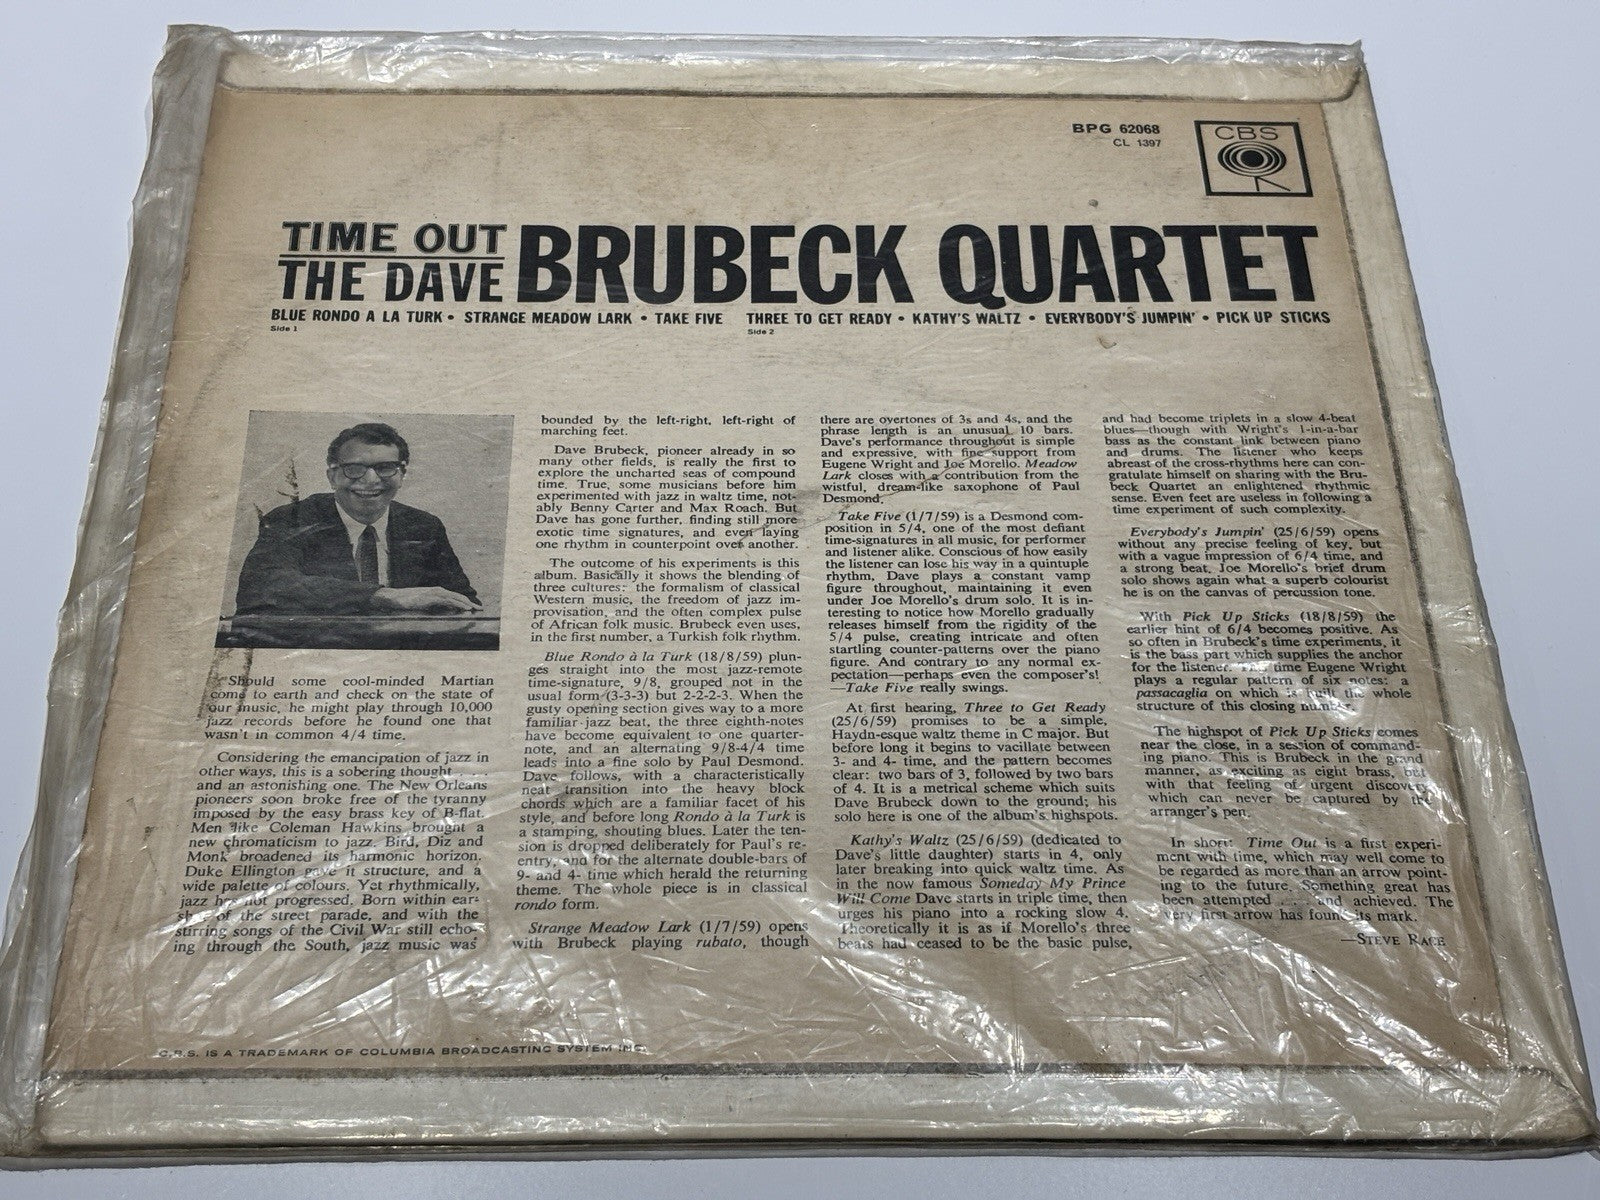 BPG 62068
CL 1397
CBS
TIME OUT
THE DAVE BRUBECK QUARTET
BLUE RONDO A LA TURK • STRANGE MEADOW LARK • TAKE FIVE THREE TO GET READY • KATHY'S WALTZ • EVERYBODY'S JUMPIN' • PICK UP STICKS
Side 1 Side 2
Should some cool-minded Martian
come to earth and check on the state of
our music, he might play through 10,000
jazz records before he found one that
wasn't in common 4/4 time.
Considering the emancipation of jazz in
other ways, this is a sobering thought . . . .
and an astonishing one. The New Orleans
pioneers soon broke free of the tyranny
imposed by the easy brass key of B-flat.
Men like Coleman Hawkins brought a
new chromaticism to jazz. Bird, Diz and
Monk broadened its harmonic horizon.
Duke Ellington gave it structure, and a
wide palette of colours. Yet rhythmically,
jazz has not progressed. Born within ear-
shot of the street parade, and with the
stirring songs of the Civil War still echo-
ing through the South, jazz music was
bounded by the left-right, left-right of
marching feet.
Dave Brubeck, pioneer already in so
many other fields, is really the first to
explore the uncharted seas of compound
time. True, some musicians before him
experimented with jazz in waltz time, not-
ably Benny Carter and Max Roach. But
Dave has gone further, finding still more
exotic time signatures, and even laying
one rhythm in counterpoint over another.
The outcome of his experiments is this
album. Basically it shows the blending of
three cultures: the formalism of classical
Western music, the freedom of jazz im-
provisation, and the often complex pulse
of African folk music. Brubeck even uses,
in the first number, a Turkish folk rhythm.
Blue Rondo à la Turk (18/8/59) plun-
ges straight into the most jazz-remote
time-signature, 9/8, grouped not in the
usual form (3-3-3) but 2-2-2-3. When the
gusty opening section gives way to a more
familiar jazz beat, the three eighth-notes
have become equivalent to one quarter-
note, and an alternating 9/8-4/4 time
leads into a fine solo by Paul Desmond.
Dave follows, with a characteristically
neat transition into the heavy block
chords which are a familiar facet of his
style, and before long Rondo à la Turk is
a stamping, shouting blues. Later the ten-
sion is dropped deliberately for Paul's re-
entry, and for the alternate double-bars of
9- and 4- time which herald the returning
theme. The whole piece is in classical
rondo form.
Strange Meadow Lark (1/7/59) opens
with Brubeck playing rubato, though
there are overtones of 3s and 4s, and the
phrase length is an unusual 10 bars.
Dave's performance throughout is simple
and expressive, with fine support from
Eugene Wright and Joe Morello. Meadow
Lark closes with a contribution from the
wistful, dream-like saxophone of Paul
Desmond.
Take Five (1/7/59) is a Desmond com-
position in 5/4, one of the most defiant
time-signatures in all music, for performer
and listener alike. Conscious of how easily
the listener can lose his way in a quintuple
rhythm, Dave plays a constant vamp
figure throughout, maintaining it even
under Joe Morello's drum solo. It is in-
teresting to notice how Morello gradually
releases himself from the rigidity of the
5/4 pulse, creating intricate and often
startling counter-patterns over the piano
figure. And contrary to any normal ex-
pectation—perhaps even the composer's!
—Take Five really swings.
At first hearing, Three to Get Ready
(25/6/59) promises to be a simple,
Haydn-esque waltz theme in C major. But
before long it begins to vacillate between
3- and 4- time, and the pattern becomes
clear: two bars of 3, followed by two bars
of 4. It is a metrical scheme which suits
Dave Brubeck down to the ground; his
solo here is one of the album's highspots.
Kathy's Waltz (25/6/59) (dedicated to
Dave's little daughter) starts in 4, only
later breaking into quick waltz time. As
in the now famous Someday My Prince
Will Come Dave starts in triple time, then
urges his piano into a rocking slow 4.
Theoretically it is as if Morello's three
beats had ceased to be the basic pulse,
and had become triplets in a slow 4-beat
blues—though with Wright's 1-in-a-bar
bass as the constant link between piano
and drums. The listener who keeps
abreast of the cross-rhythms here can con-
gratulate himself on sharing with the Bru-
beck Quartet an enlightened rhythmic
sense. Even feet are useless in following a
time experiment of such complexity.
Everybody's Jumpin' (25/6/59) opens
without any precise feeling of key, but
with a vague impression of 6/4 time, and
a strong beat. Joe Morello's brief drum
solo shows again what a superb colourist
he is on the canvas of percussion tone.
With Pick Up Sticks (18/8/59) the
earlier hint of 6/4 becomes positive. As
so often in Brubeck's time experiments, it
is the bass part which supplies the anchor
for the listener. This time Eugene Wright
plays a regular pattern of six notes: a
passacaglia on which is built the whole
structure of this closing number.
The highspot of Pick Up Sticks comes
near the close, in a session of command-
ing piano. This is Brubeck in the grand
manner, as exciting as eight brass, but
with that feeling of urgent discovery
which can never be captured by the
arranger's pen.
In short: Time Out is a first experi-
ment with time, which may well come to
be regarded as more than an arrow point-
ing to the future. Something great has
been attempted . . . . and achieved. The
very first arrow has found its mark.
—STEVE RACE
C.B.S. IS A TRADEMARK OF COLUMBIA BROADCASTING SYSTEM INC.